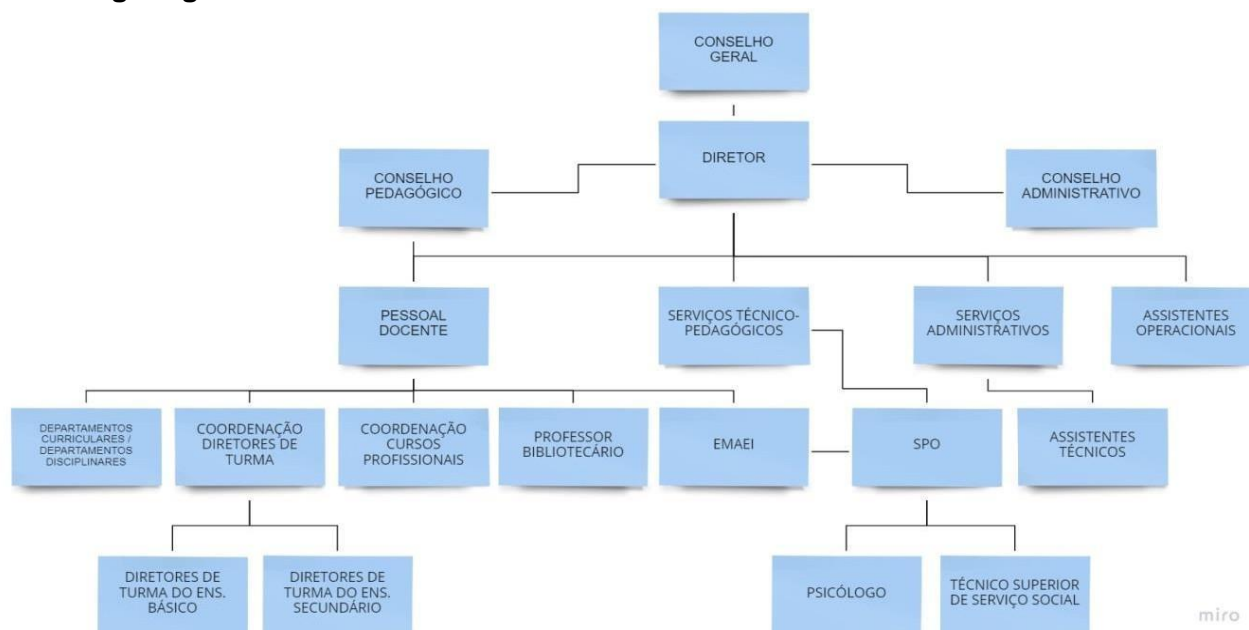 CONSELHO
GERAL
DIRETOR
CONSELHO
PEDAGÓGICO
CONSELHO
ADMINISTRATIVO
PESSOAL
DOCENTE
SERVIÇOS TÉCNICO-
PEDAGÓGICOS
SERVIÇOS
ADMINISTRATIVOS
ASSISTENTES
OPERACIONAIS
DEPARTAMENTOS
CURRICULARES /
DEPARTAMENTOS
DISCIPLINARES
COORDENAÇÃO
DIRETORES DE
TURMA
COORDENAÇÃO
CURSOS
PROFISSIONAIS
PROFESSOR
BIBLIOTECÁRIO
EMAEI
SPO
ASSISTENTES
TÉCNICOS
DIRETORES DE
TURMA DO ENS.
BÁSICO
DIRETORES DE
TURMA DO ENS.
SECUNDÁRIO
PSICÓLOGO
TÉCNICO SUPERIOR
DE SERVIÇO SOCIAL
miro